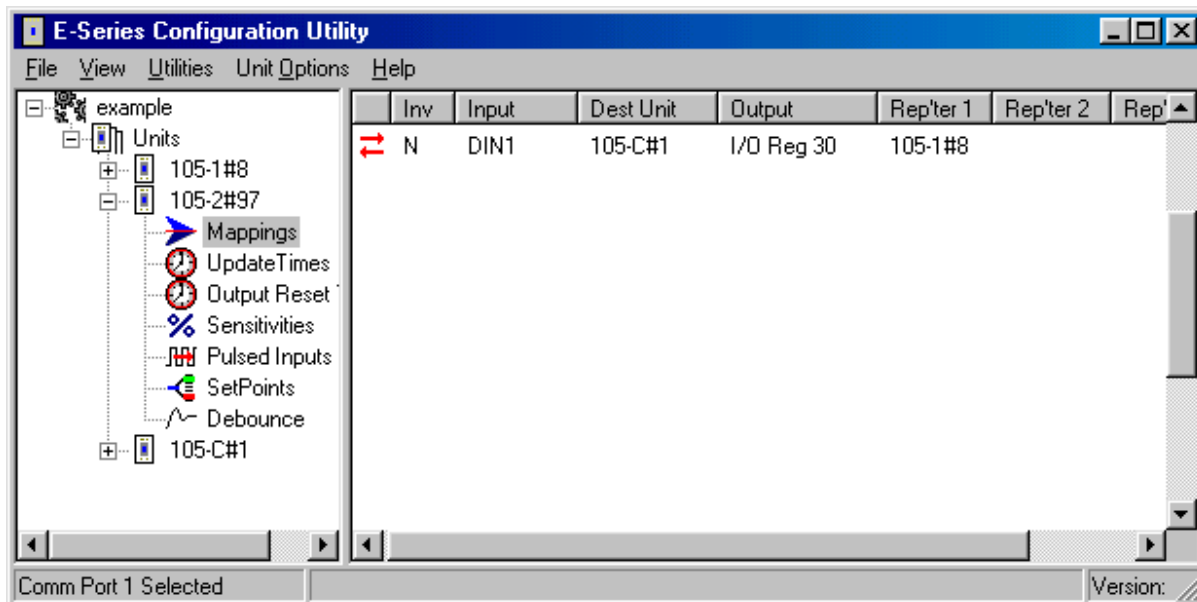 E-Series Configuration Utility
File View Utilities Unit Options Help
example
Units
105-1#8
105-2#97
Mappings
UpdateTimes
Output Reset
Sensitivities
Pulsed Inputs
SetPoints
Debounce
105-C#1
Inv Input Dest Unit Output Rep'ter 1 Rep'ter 2 Rep'
N DIN1 105-C#1 I/O Reg 30 105-1#8
Comm Port 1 Selected
Version: